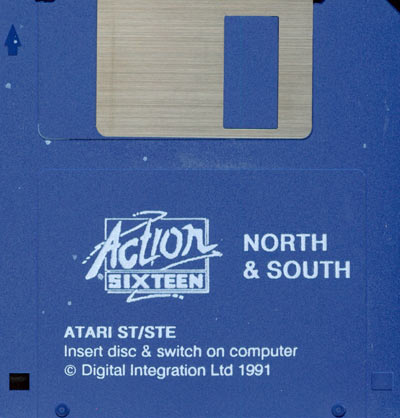 Action
SIXTEEN
NORTH
& SOUTH
ATARI ST/STE
Insert disc & switch on computer
© Digital Integration Ltd 1991